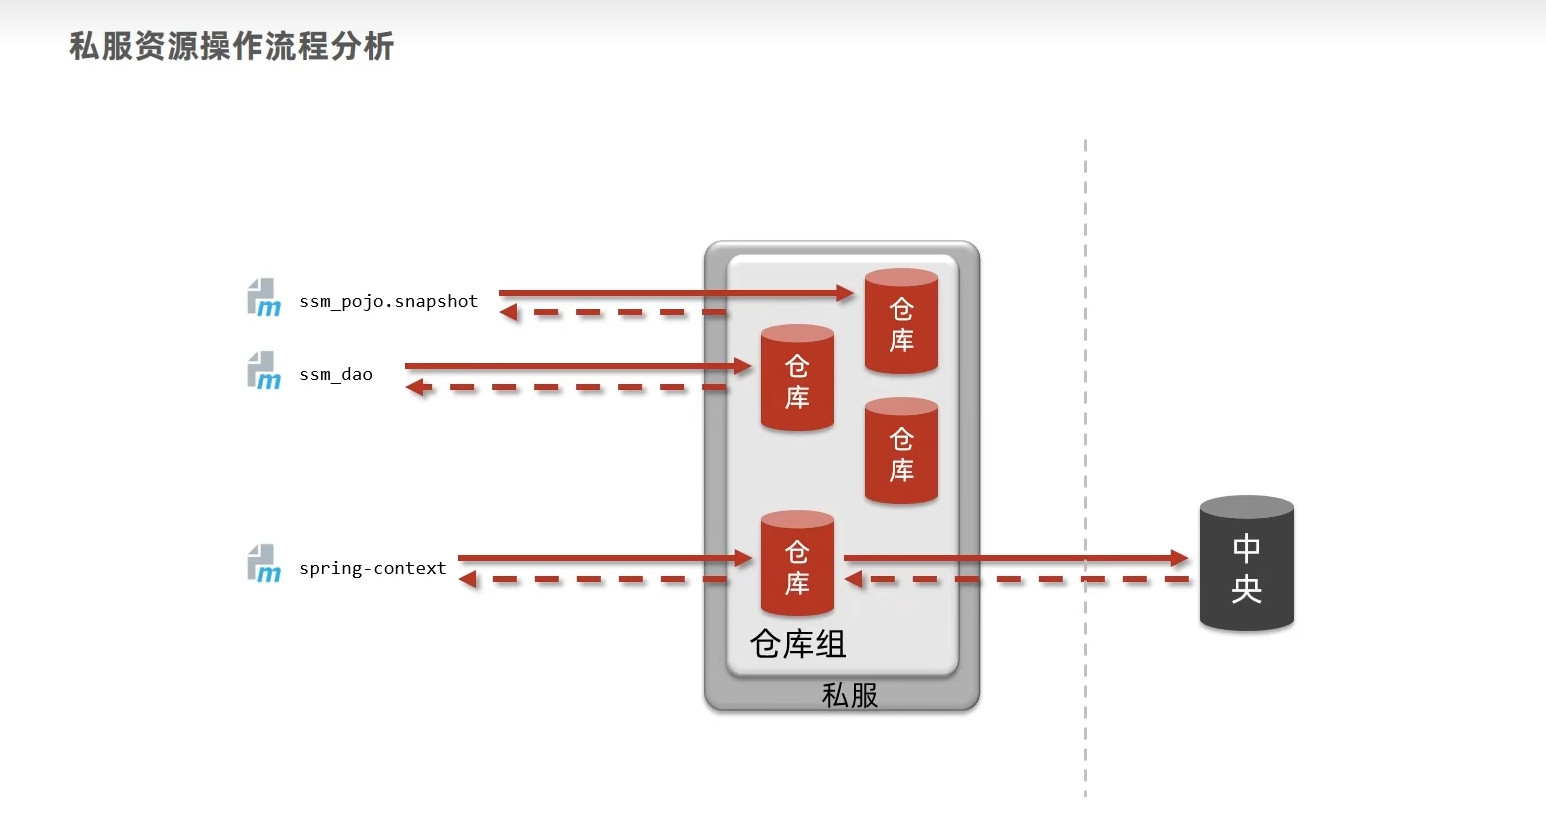 私服资源操作流程分析
m ssm_pojo.snapshot
仓
库
m ssm_dao
仓
库
仓
库
m spring-context
仓
库
中
央
仓库组
私服